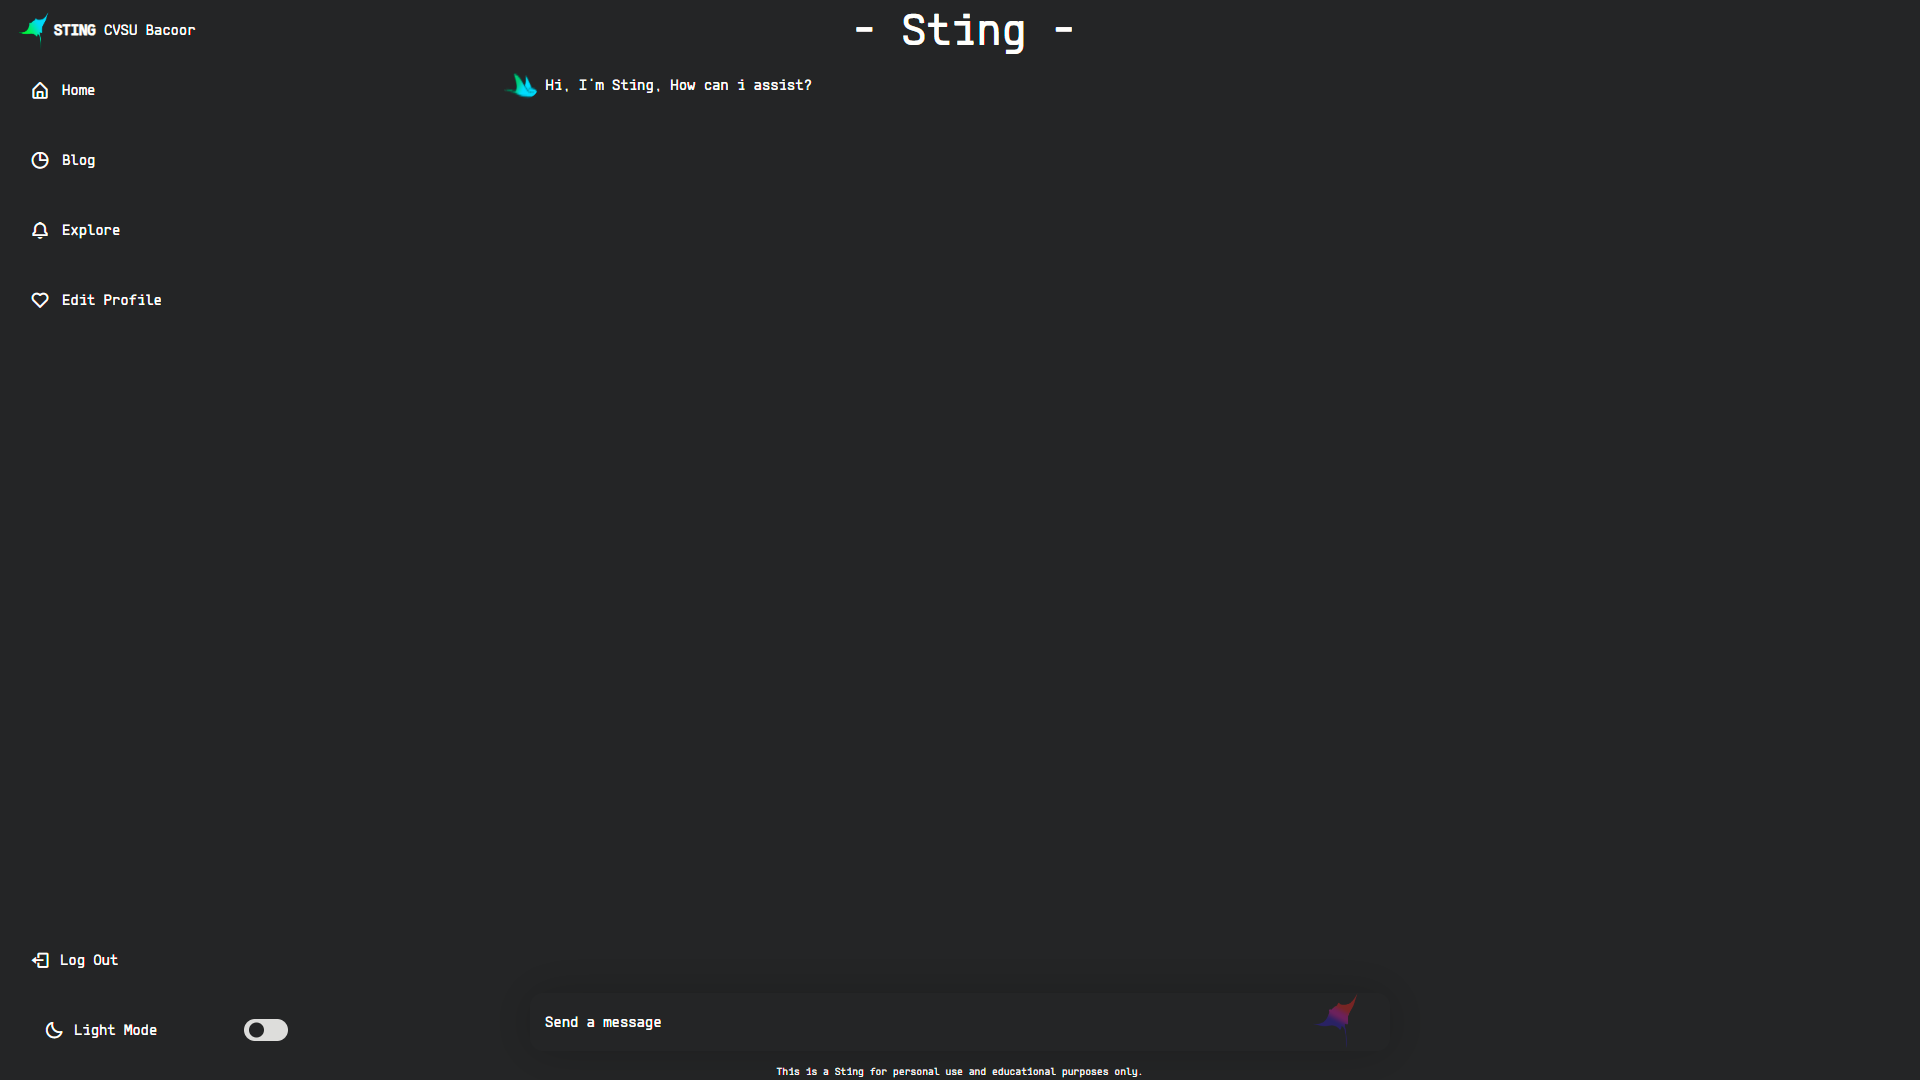 STING CVSU Bacoor
- Sting -
Home
Blog
Explore
Edit Profile
Hi, I'm Sting, How can i assist?
Log Out
Light Mode
Send a message
This is a Sting for personal use and educational purposes only.